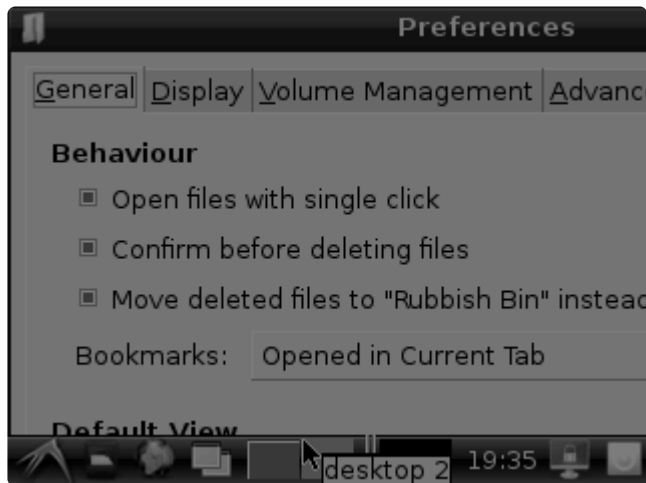 Preferences
General Display Volume Management Advanc
Behaviour
Open files with single click
Confirm before deleting files
Move deleted files to "Rubbish Bin" instead
Bookmarks: Opened in Current Tab
Default View
desktop 2 19:35